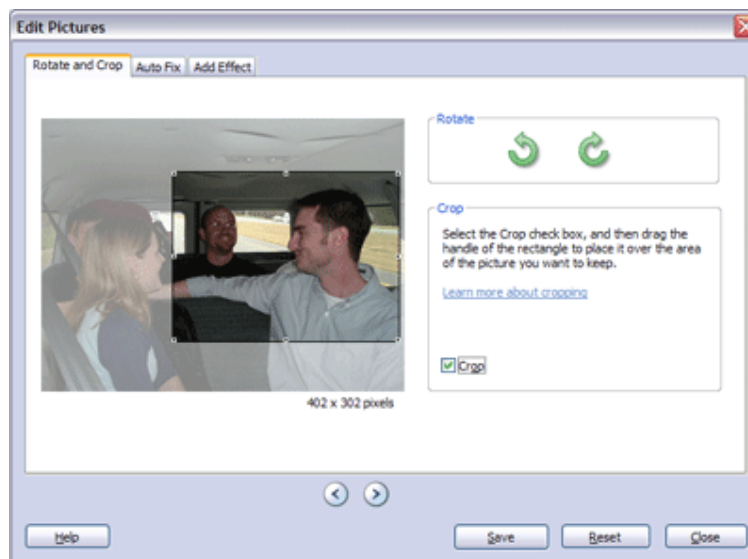 Edit Pictures
Rotate and Crop
Auto Fix
Add Effect
Rotate
Crop
Select the Crop check box, and then drag the
handle of the rectangle to place it over the area
of the picture you want to keep.
Learn more about cropping
Crop
402 x 302 pixels
Help
Save
Reset
Close